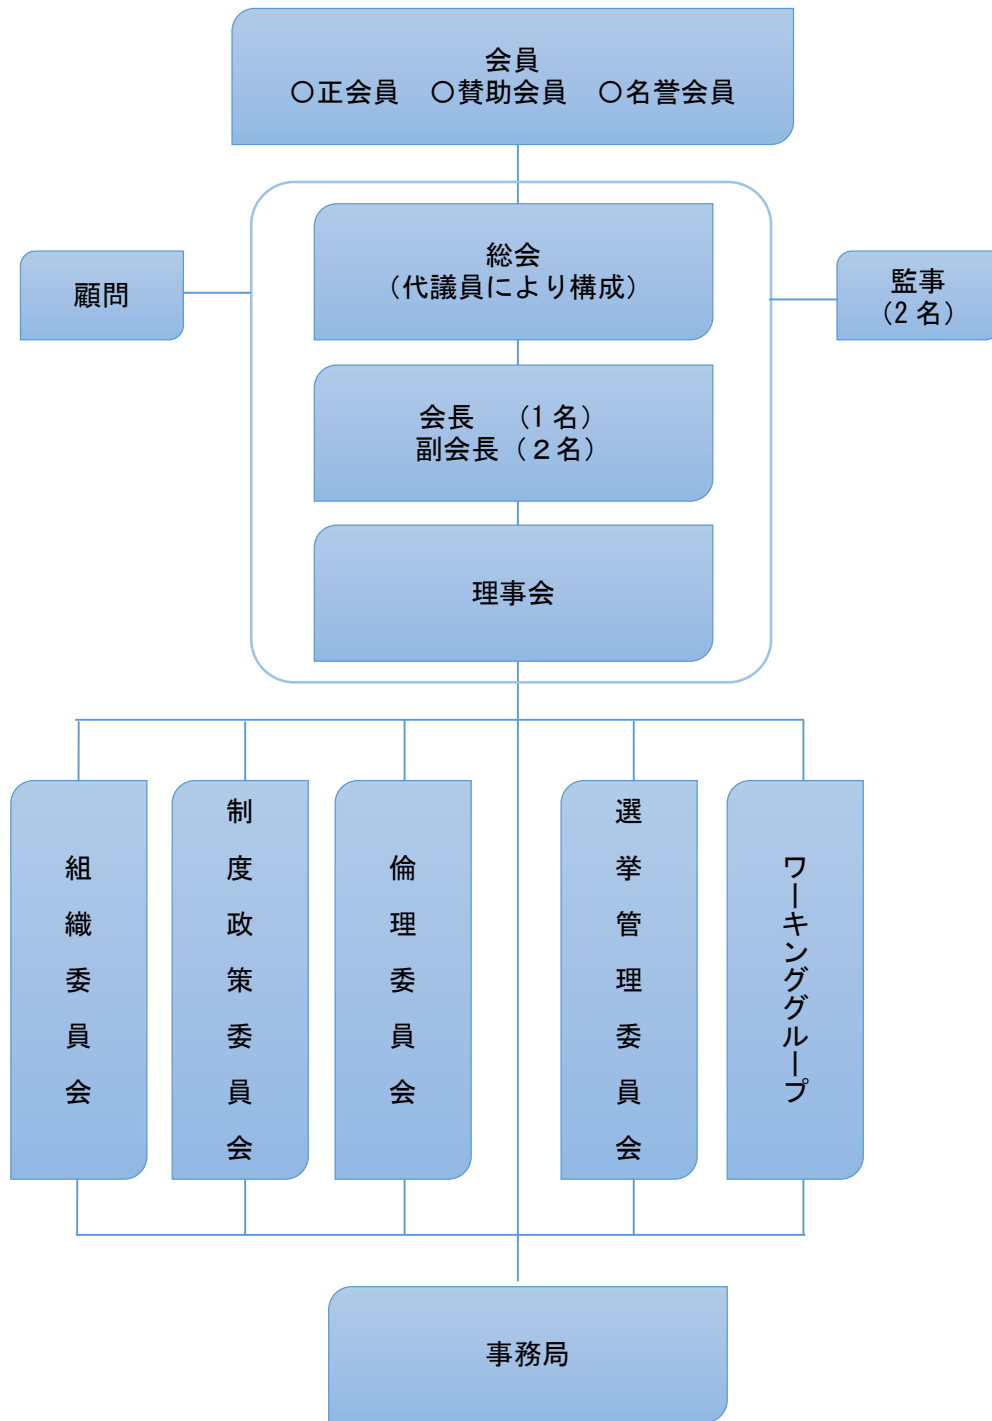 会員
○正会員　○賛助会員　○名誉会員
総会
（代議員により構成）
顧問
監事
（2 名）
会長　（1 名）
副会長（２名）
理事会
組織委員会
制度政策委員会
倫理委員会
選挙管理委員会
ワーキンググループ
事務局